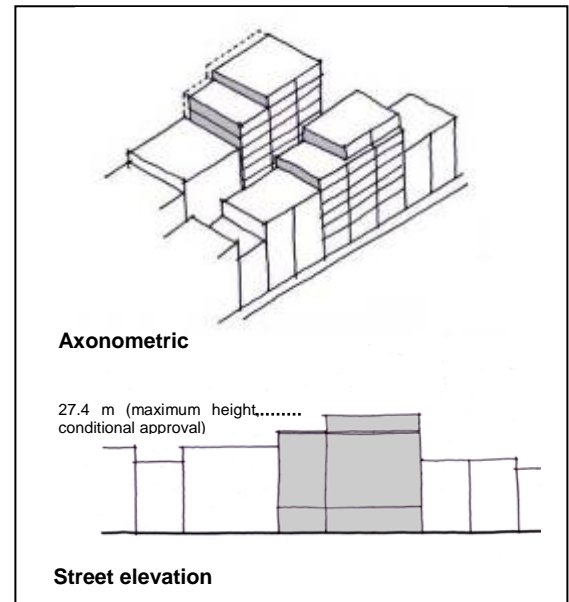 Axonometric
27.4 m (maximum height,
conditional approval)
Street elevation